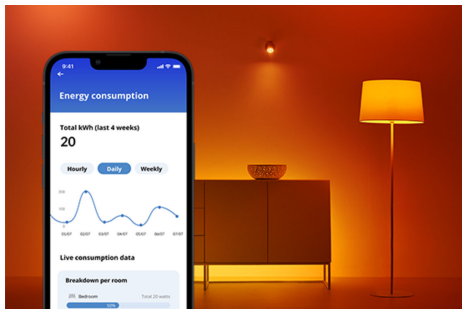 9:41
Energy consumption
Total kWh (last 4 weeks)
20
Hourly Daily Weekly
200
100
0
01/07 02/07 03/07 04/07 05/07 06/07 07/07
Live consumption data
Breakdown per room
Bedroom Total 20 watts
50%